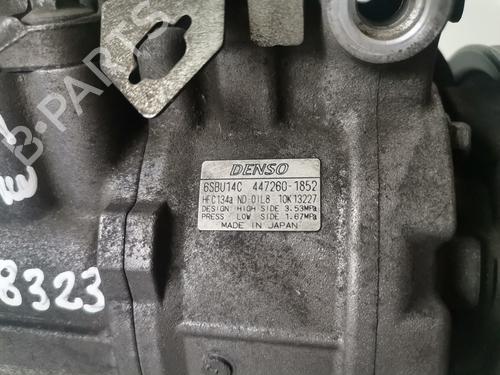 DENSO
6SBU14C 447260-1852
HFC134a ND-OIL8 10K13227
DESIGN HIGH SIDE 3.53MPa
PRESS LOW SIDE 1.67MPa
MADE IN JAPAN
8323
B-PARTS